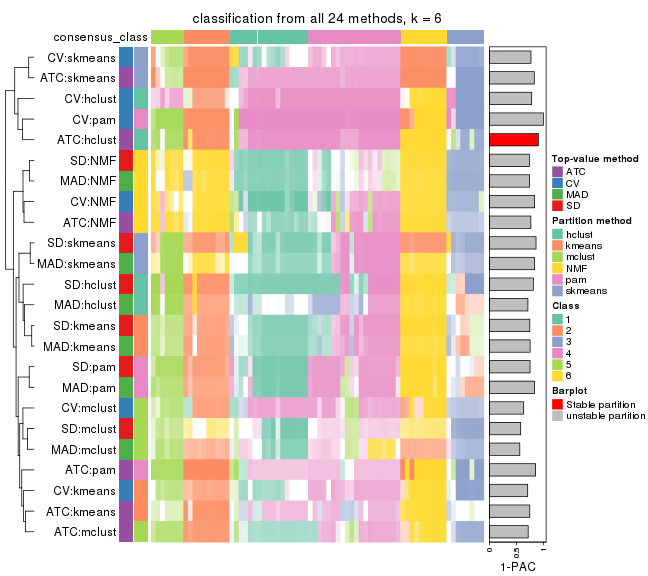 classification from all 24 methods, k = 6
consensus_class
CV:skmeans
ATC:skmeans
CV:hclust
CV:pam
ATC:hclust
SD:NMF
MAD:NMF
CV:NMF
ATC:NMF
SD:skmeans
MAD:skmeans
SD:hclust
MAD:hclust
SD:kmeans
MAD:kmeans
SD:pam
MAD:pam
CV:mclust
SD:mclust
MAD:mclust
ATC:pam
CV:kmeans
ATC:kmeans
ATC:mclust
0
0.5
1
1-PAC
Top-value method
ATC
CV
MAD
SD
Partition method
hclust
kmeans
mclust
NMF
pam
skmeans
Class
1
2
3
4
5
6
Barplot
Stable partition
unstable partition